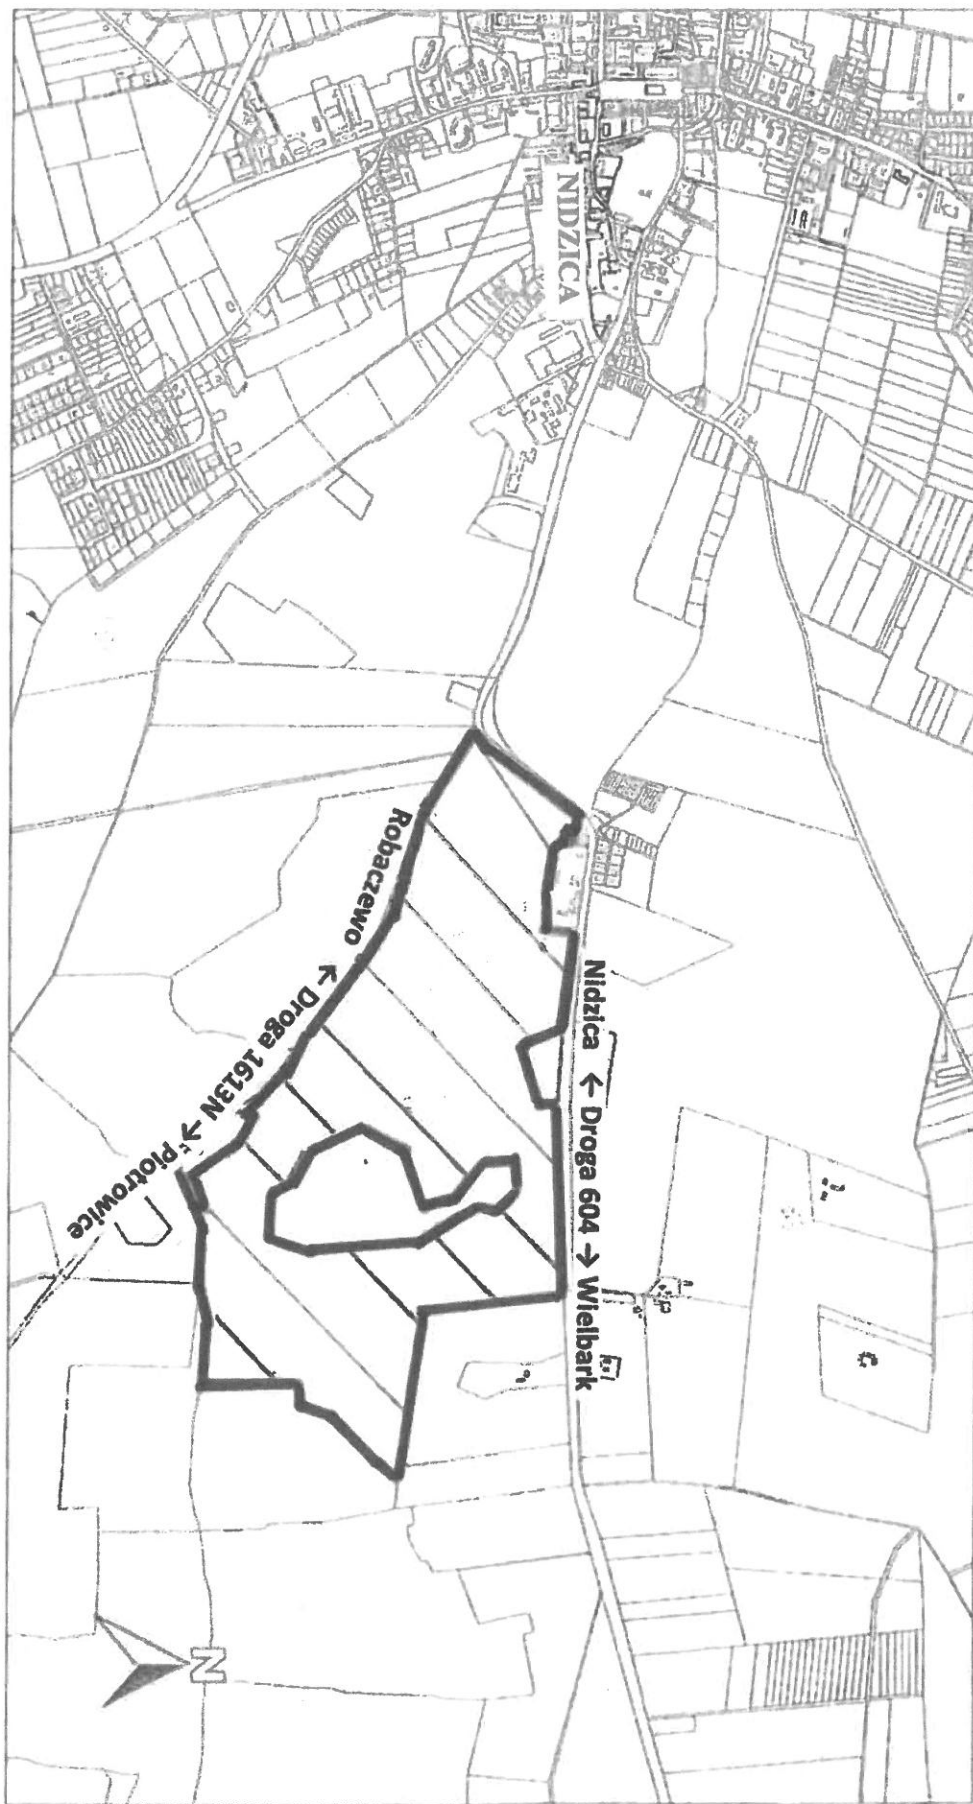 NIDZICA
Nidzica ← Droga 604 → Wielbark
Robaczewo ← Droga 1613N → Piotrowice
N